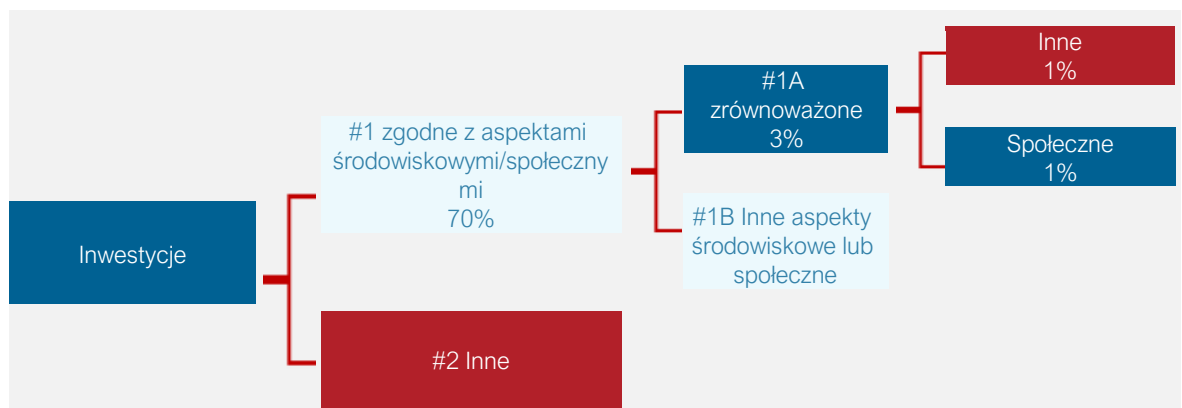 Inwestycje
#1 zgodne z aspektami
środowiskowymi/społeczny
mi
70%
#2 Inne
#1A
zrównoważone
3%
#1B Inne aspekty
środowiskowe lub
społeczne
Inne
1%
Społeczne
1%